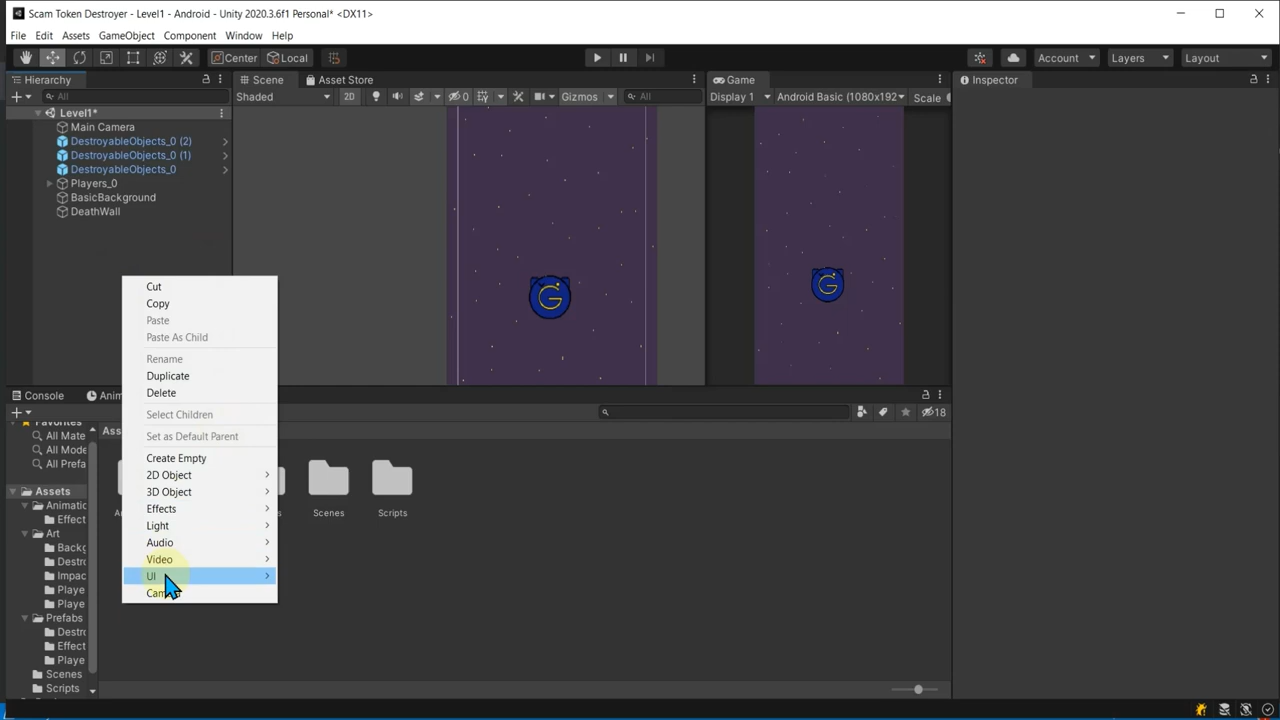 Scam Token Destroyer - Level1 - Android - Unity 2020.3.6f1 Personal* <DX11>
File Edit Assets GameObject Component Window Help
Center Local Account Layers Layout
Hierarchy Scene Asset Store Game Inspector
All Shaded 2D 0 Gizmos All Display 1 Android Basic (1080x192 Scale
Level1*
Main Camera
DestroyableObjects_0 (2)
DestroyableObjects_0 (1)
DestroyableObjects_0
Players_0
BasicBackground
DeathWall
G
G
Cut
Copy
Paste
Paste As Child
Rename
Duplicate
Delete
Select Children
Set as Default Parent
Create Empty
2D Object
3D Object
Effects
Light
Audio
Video
UI
Console
18
Favorites
All Mate
All Mode
All Prefa
Assets
Animatic
Effect
Art
Backg
Destro
Impac
Playe
Playe
Prefabs
Destro
Effect
Playe
Scenes
Scripts
Scenes Scripts